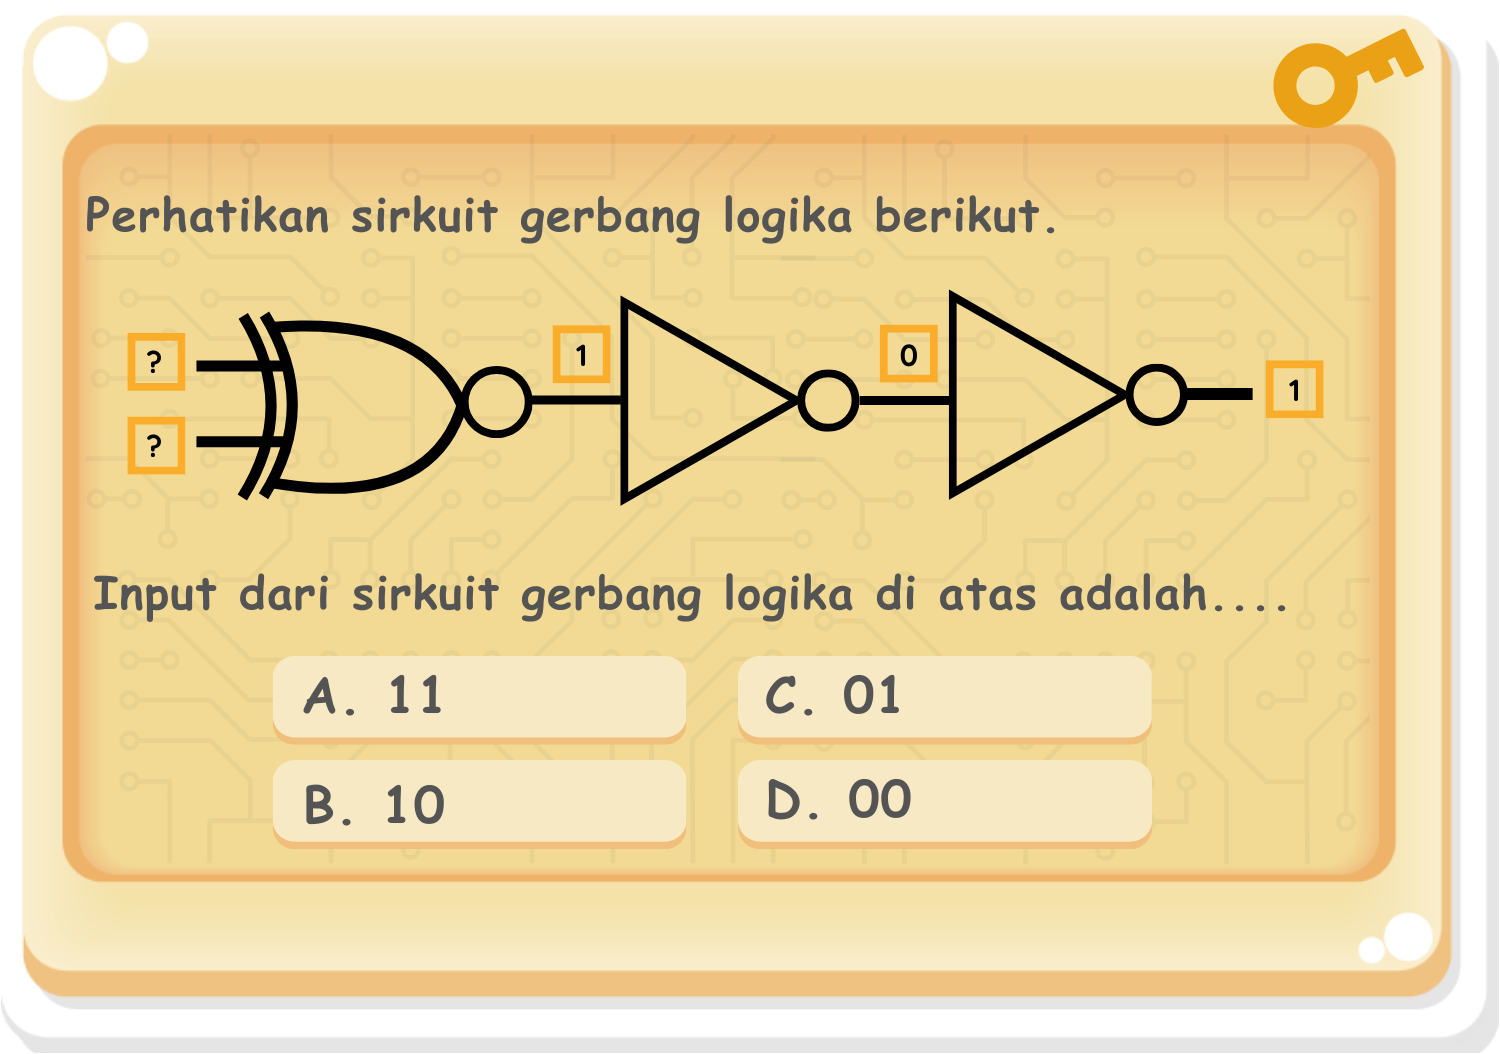 Perhatikan sirkuit gerbang logika berikut.
?
?
1
0
1
Input dari sirkuit gerbang logika di atas adalah....
A. 11
C. 01
B. 10
D. 00